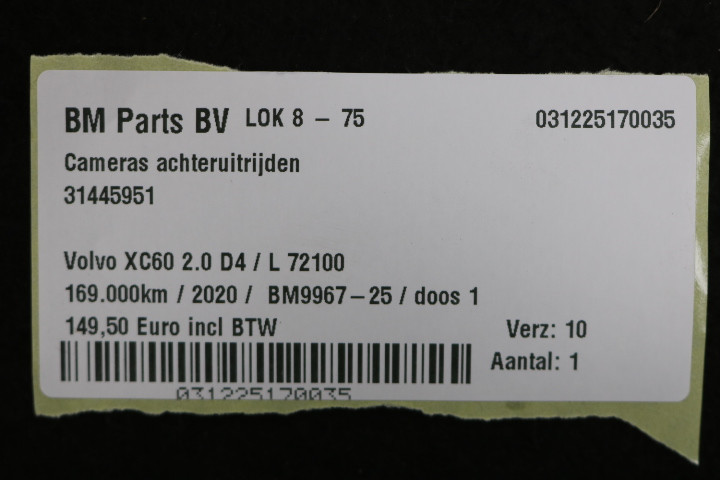 BM Parts BV LOK 8 - 75 031225170035
Cameras achteruitrijden
31445951
Volvo XC60 2.0 D4 / L 72100
169.000km / 2020 / BM9967-25 / doos 1
149,50 Euro incl BTW Verz: 10
Aantal: 1
031225170035